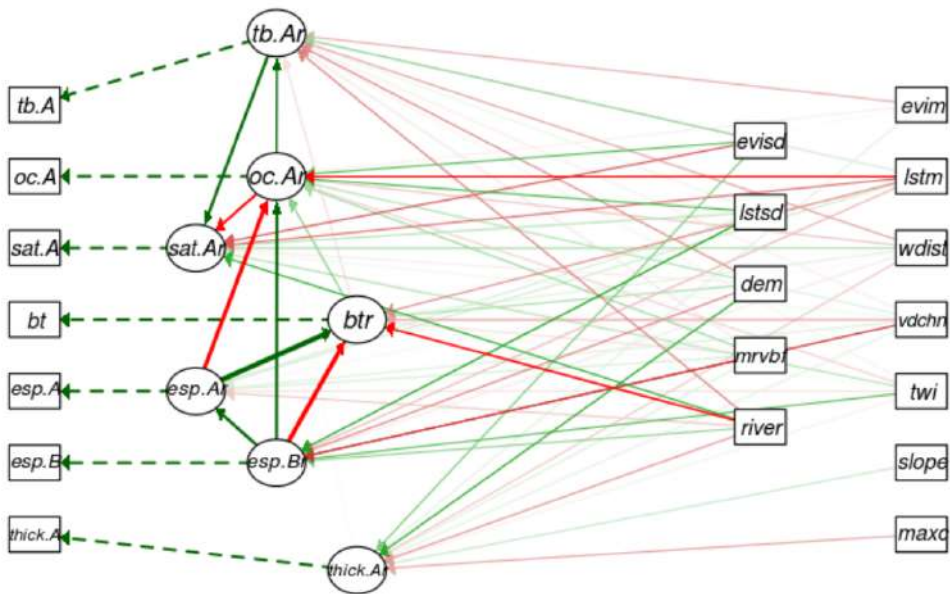 tb.Ar
tb.A
evim
evisd
oc.A
oc.Ar
lstm
lstsd
sat.A
sat.Ar
wdist
dem
bt
btr
vdchn
mrvbf
esp.A
esp.Ar
twi
river
esp.B
esp.Br
slope
thick.A
maxc
thick.Ar